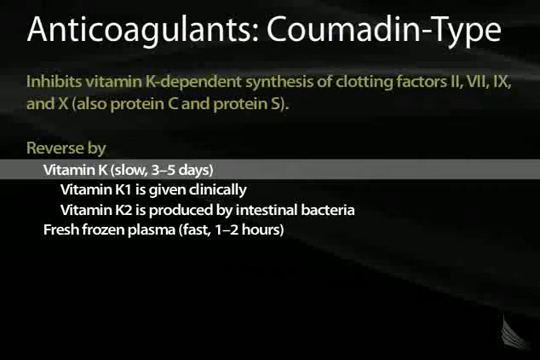 Anticoagulants: Coumadin-Type
Inhibits vitamin K-dependent synthesis of clotting factors II, VII, IX,
and X (also protein C and protein S).
Reverse by
Vitamin K (slow, 3–5 days)
Vitamin K1 is given clinically
Vitamin K2 is produced by intestinal bacteria
Fresh frozen plasma (fast, 1–2 hours)